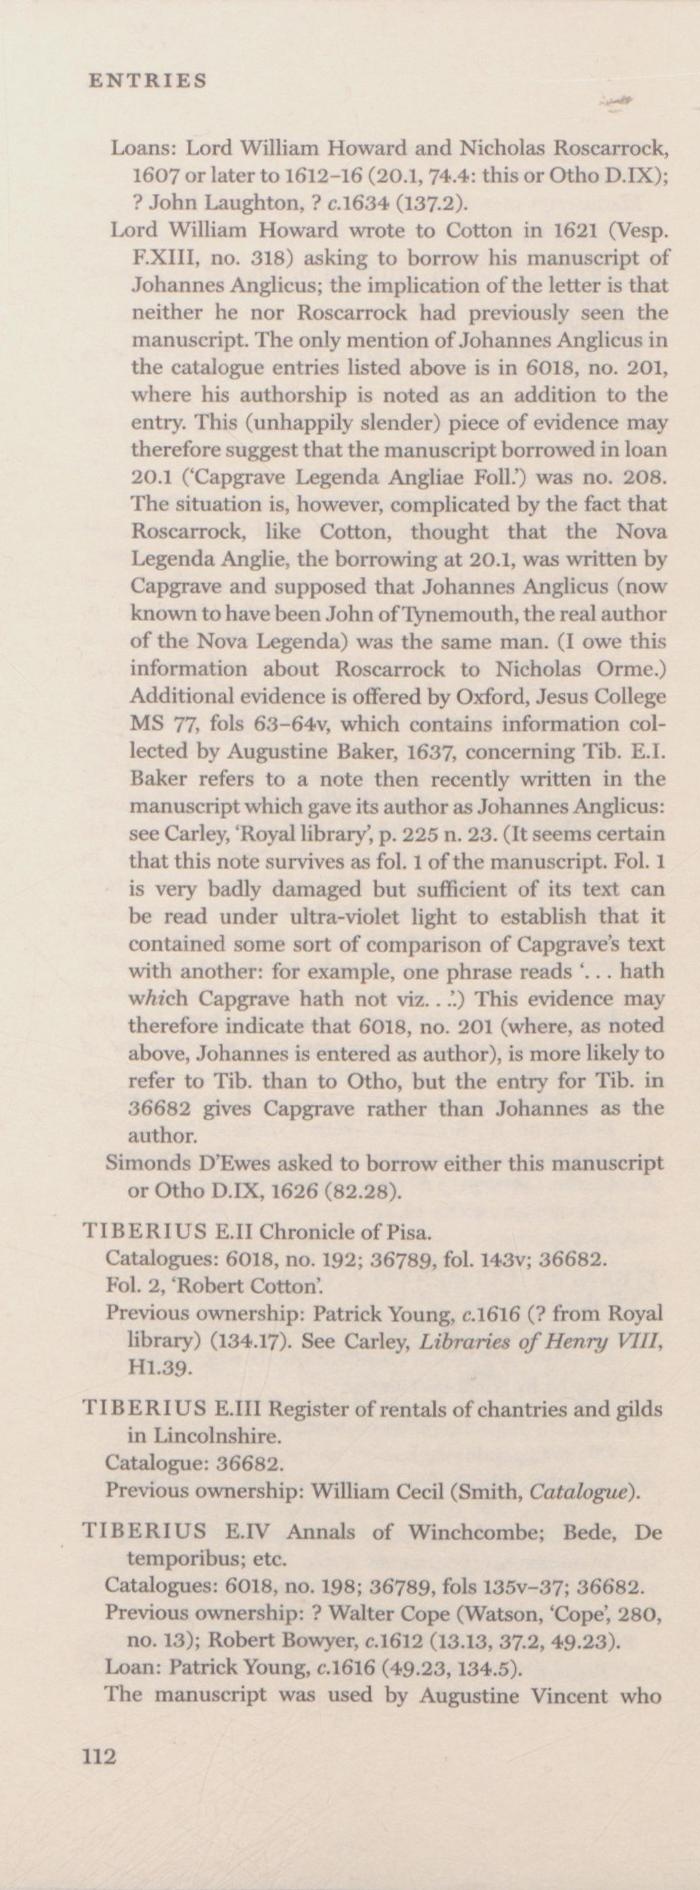 ENTRIES
Loans: Lord William Howard and Nicholas Roscarrock,
1607 or later to 1612–16 (20.1, 74.4: this or Otho D.IX);
? John Laughton, ? c.1634 (137.2).
Lord William Howard wrote to Cotton in 1621 (Vesp.
F.XIII, no. 318) asking to borrow his manuscript of
Johannes Anglicus; the implication of the letter is that
neither he nor Roscarrock had previously seen the
manuscript. The only mention of Johannes Anglicus in
the catalogue entries listed above is in 6018, no. 201,
where his authorship is noted as an addition to the
entry. This (unhappily slender) piece of evidence may
therefore suggest that the manuscript borrowed in loan
20.1 (‘Capgrave Legenda Angliae Foll.’) was no. 208.
The situation is, however, complicated by the fact that
Roscarrock, like Cotton, thought that the Nova
Legenda Anglie, the borrowing at 20.1, was written by
Capgrave and supposed that Johannes Anglicus (now
known to have been John of Tynemouth, the real author
of the Nova Legenda) was the same man. (I owe this
information about Roscarrock to Nicholas Orme.)
Additional evidence is offered by Oxford, Jesus College
MS 77, fols 63–64v, which contains information col-
lected by Augustine Baker, 1637, concerning Tib. E.I.
Baker refers to a note then recently written in the
manuscript which gave its author as Johannes Anglicus:
see Carley, ‘Royal library’, p. 225 n. 23. (It seems certain
that this note survives as fol. 1 of the manuscript. Fol. 1
is very badly damaged but sufficient of its text can
be read under ultra-violet light to establish that it
contained some sort of comparison of Capgrave’s text
with another: for example, one phrase reads ‘. . . hath
which Capgrave hath not viz. . .’.) This evidence may
therefore indicate that 6018, no. 201 (where, as noted
above, Johannes is entered as author), is more likely to
refer to Tib. than to Otho, but the entry for Tib. in
36682 gives Capgrave rather than Johannes as the
author.
Simonds D’Ewes asked to borrow either this manuscript
or Otho D.IX, 1626 (82.28).
TIBERIUS E.II Chronicle of Pisa.
Catalogues: 6018, no. 192; 36789, fol. 143v; 36682.
Fol. 2, ‘Robert Cotton’.
Previous ownership: Patrick Young, c.1616 (? from Royal
library) (134.17). See Carley, Libraries of Henry VIII,
H1.39.
TIBERIUS E.III Register of rentals of chantries and gilds
in Lincolnshire.
Catalogue: 36682.
Previous ownership: William Cecil (Smith, Catalogue).
TIBERIUS E.IV Annals of Winchcombe; Bede, De
temporibus; etc.
Catalogues: 6018, no. 198; 36789, fols 135v–37; 36682.
Previous ownership: ? Walter Cope (Watson, ‘Cope’, 280,
no. 13); Robert Bowyer, c.1612 (13.13, 37.2, 49.23).
Loan: Patrick Young, c.1616 (49.23, 134.5).
The manuscript was used by Augustine Vincent who
112